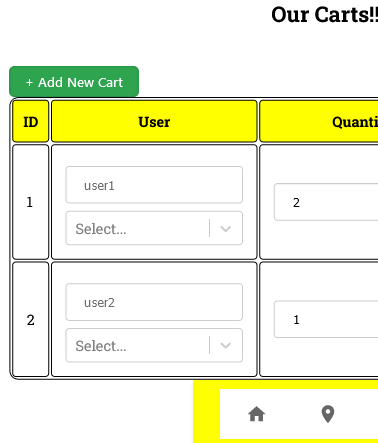 Our Carts!!
+ Add New Cart
ID User Quanti
1 user1 2
Select...
2 user2 1
Select...